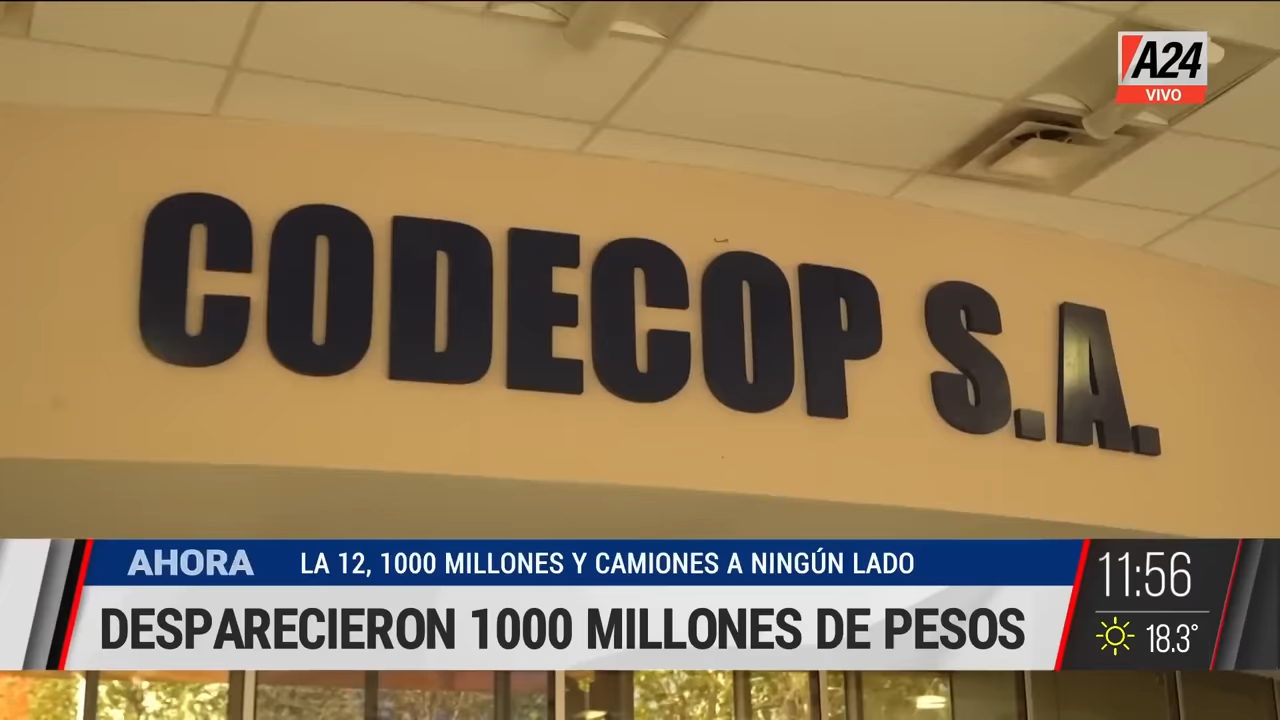 A24
VIVO
CODECOP S.A.
AHORA LA 12, 1000 MILLONES Y CAMIONES A NINGÚN LADO
DESPARECIERON 1000 MILLONES DE PESOS
11:56
18.3°